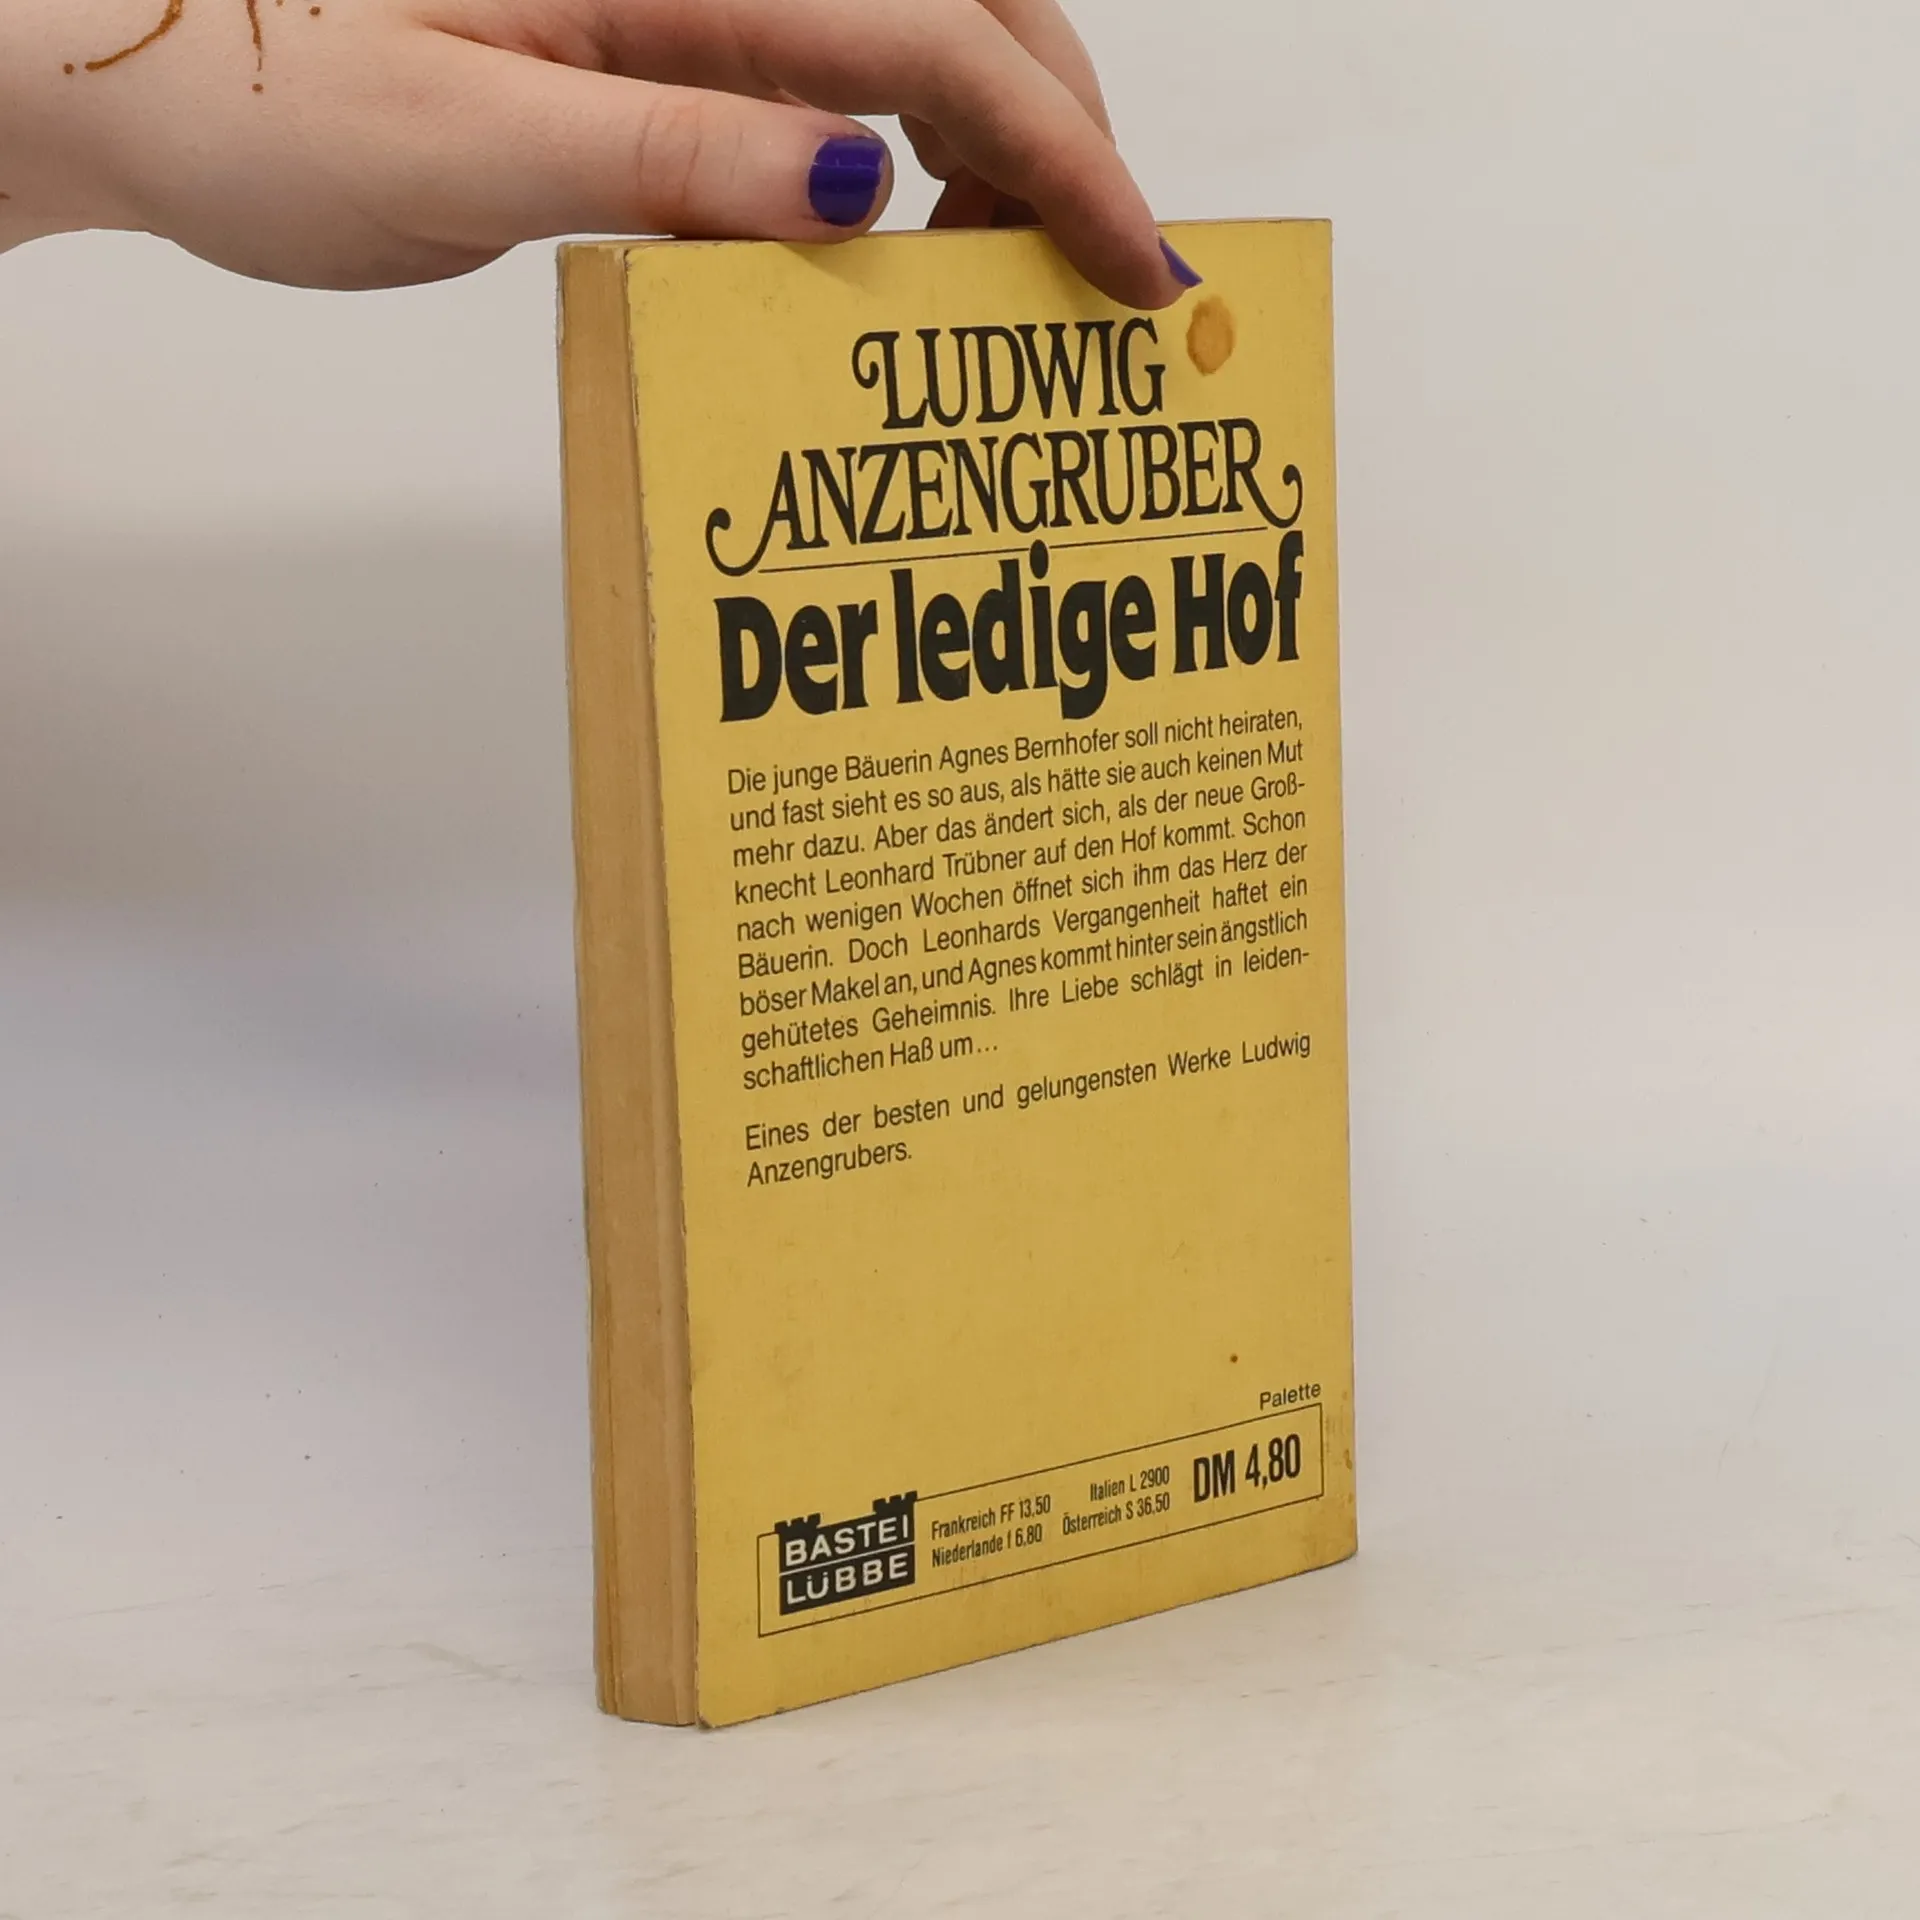 LUDWIG
ANZENGRUBER
Der ledige Hof
Die junge Bäuerin Agnes Bernhofer soll nicht heiraten,
und fast sieht es so aus, als hätte sie auch keinen Mut
mehr dazu. Aber das ändert sich, als der neue Groß-
knecht Leonhard Trübner auf den Hof kommt. Schon
nach wenigen Wochen öffnet sich ihm das Herz der
Bäuerin. Doch Leonhards Vergangenheit haftet ein
böser Makel an, und Agnes kommt hinter sein ängstlich
gehütetes Geheimnis. Ihre Liebe schlägt in leiden-
schaftlichen Haß um...
Eines der besten und gelungensten Werke Ludwig
Anzengrubers.
Palette
BASTEI
LÜBBE
Frankreich FF 13,50
Niederlande f 6,80
Italien L 2900
Österreich S 36,50
DM 4,80